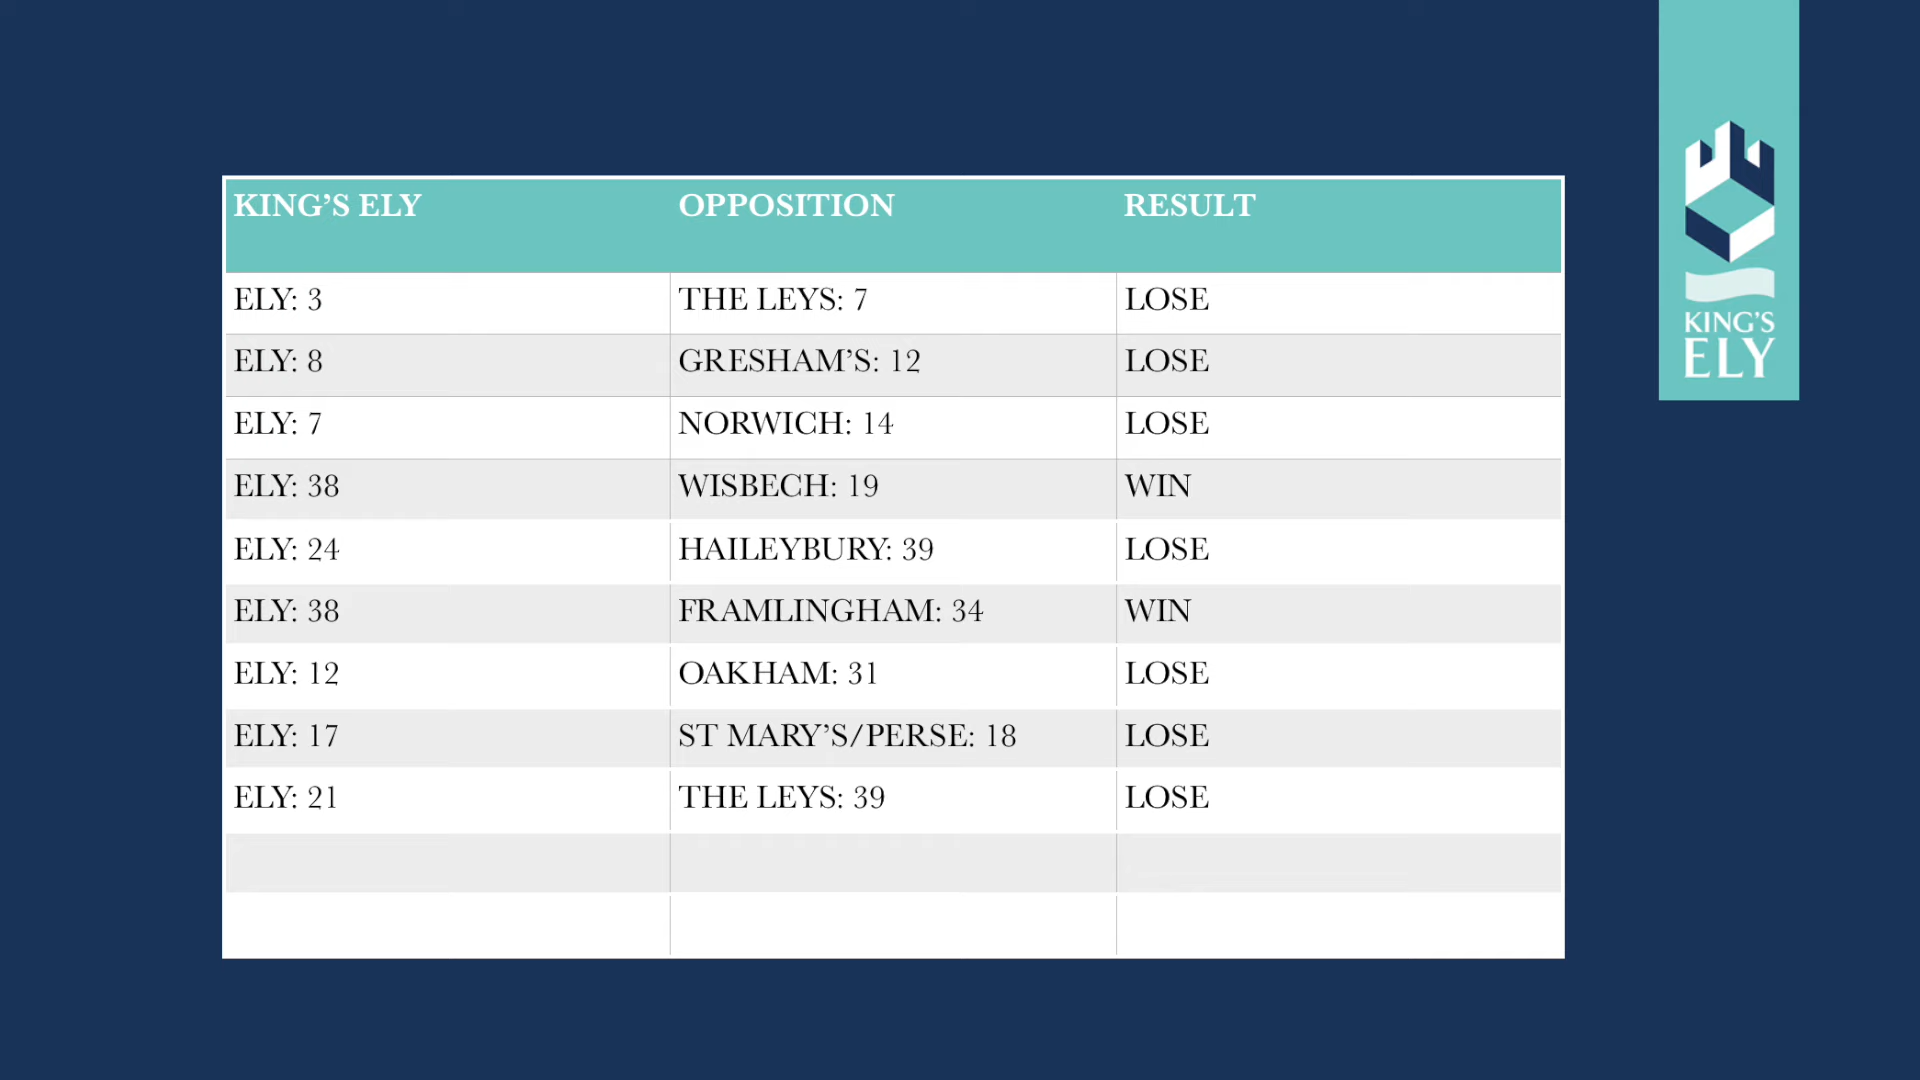 KING'S ELY OPPOSITION RESULT
ELY: 3 THE LEYS: 7 LOSE
ELY: 8 GRESHAM’S: 12 LOSE
ELY: 7 NORWICH: 14 LOSE
ELY: 38 WISBECH: 19 WIN
ELY: 24 HAILEYBURY: 39 LOSE
ELY: 38 FRAMLINGHAM: 34 WIN
ELY: 12 OAKHAM: 31 LOSE
ELY: 17 ST MARY’S/PERSE: 18 LOSE
ELY: 21 THE LEYS: 39 LOSE
KING'S
ELY